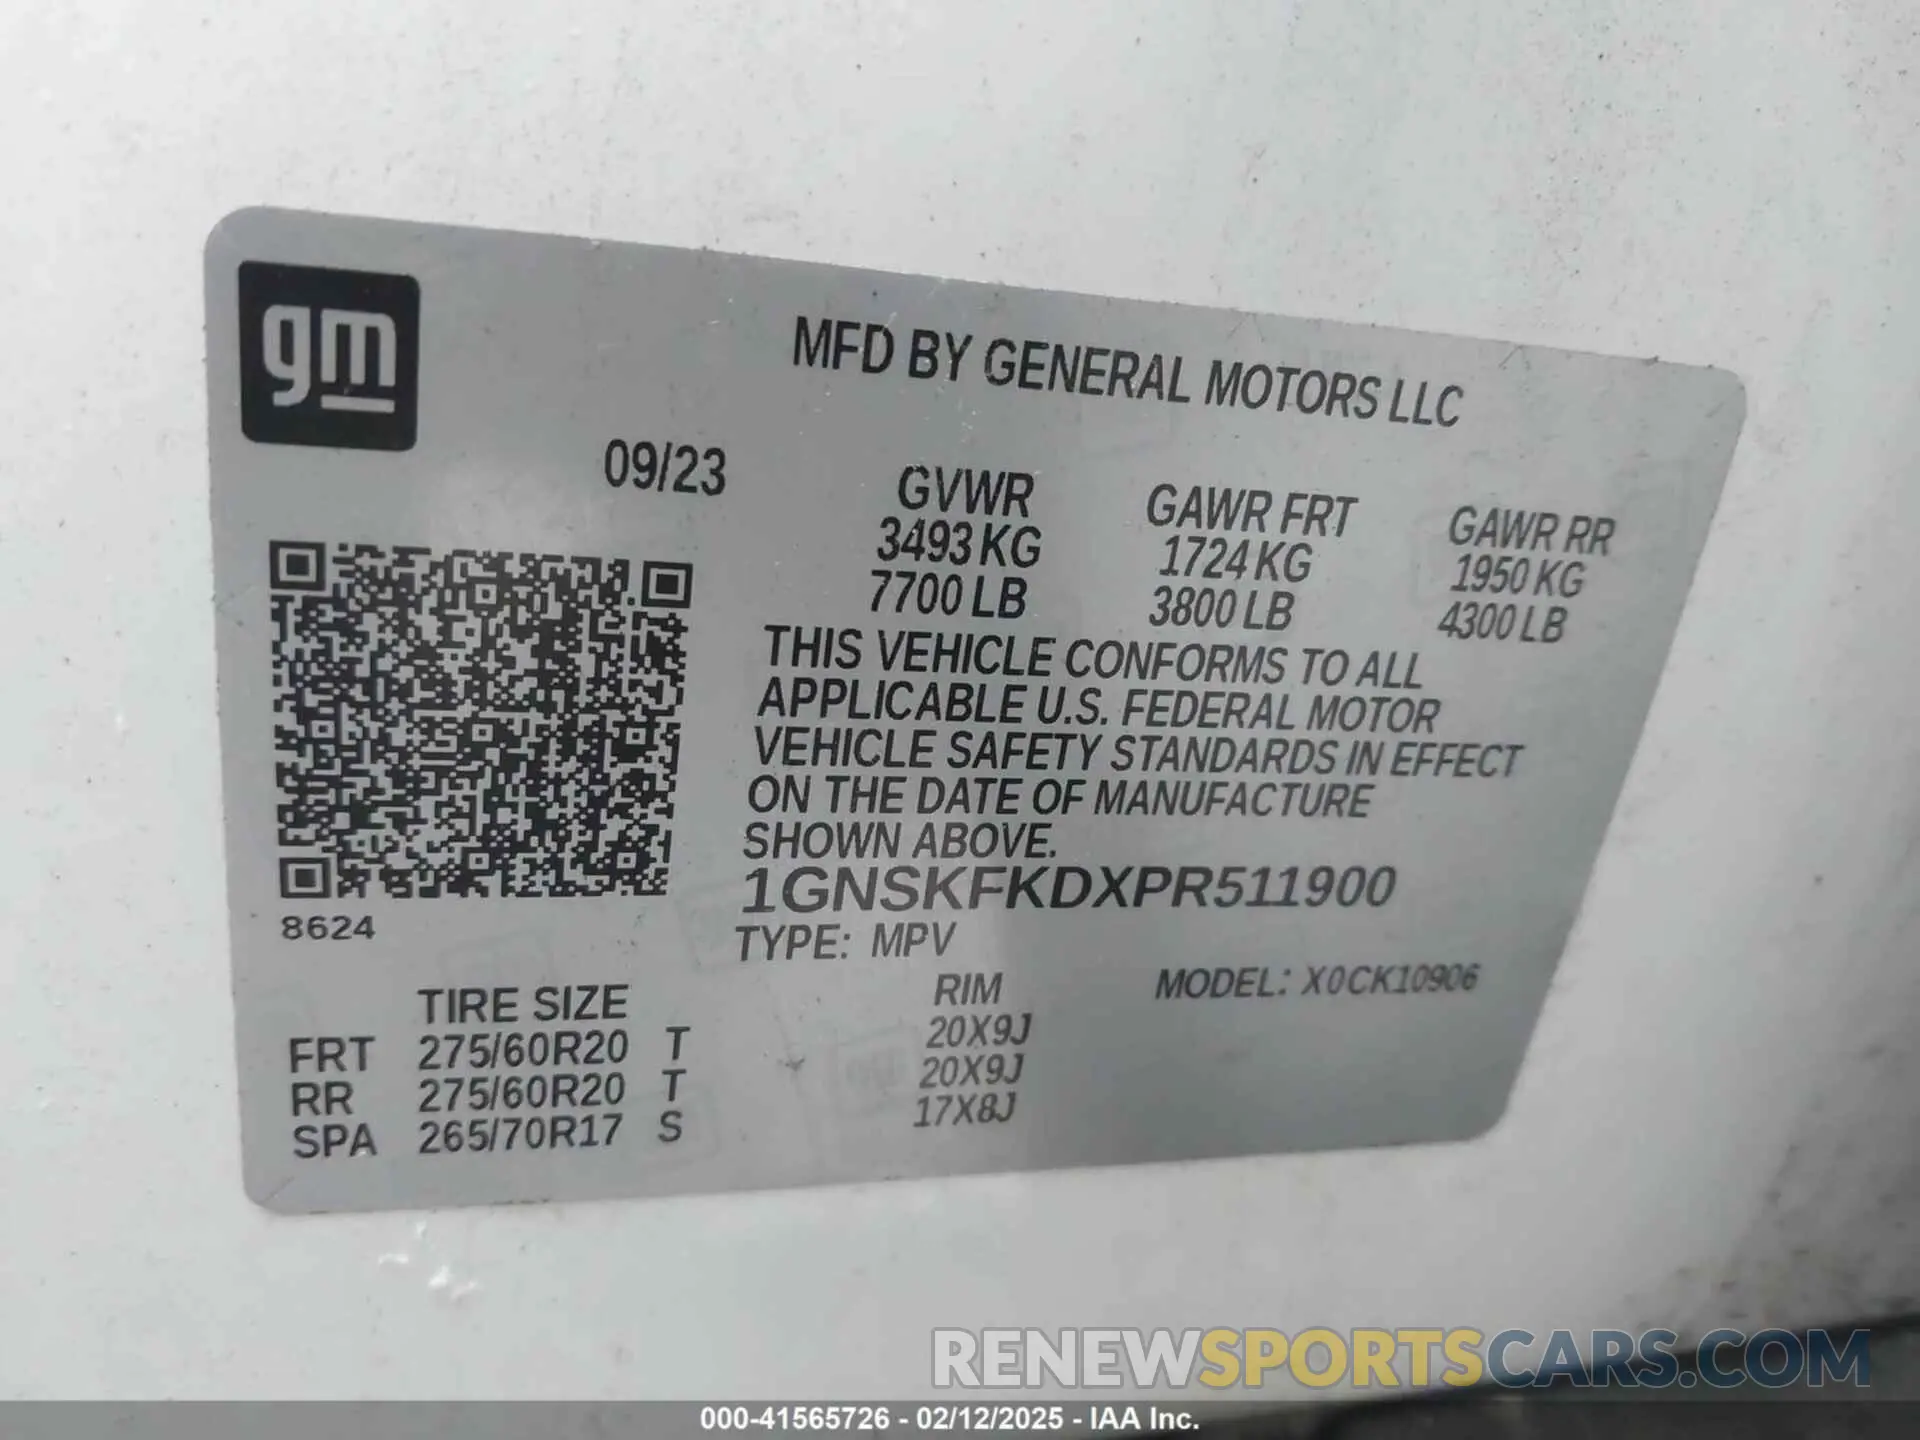 gm
MFD BY GENERAL MOTORS LLC
09/23
GVWR GAWR FRT GAWR RR
3493 KG 1724 KG 1950 KG
7700 LB 3800 LB 4300 LB
THIS VEHICLE CONFORMS TO ALL
APPLICABLE U.S. FEDERAL MOTOR
VEHICLE SAFETY STANDARDS IN EFFECT
ON THE DATE OF MANUFACTURE
SHOWN ABOVE.
1GNSKFKDXPR511900
8624
TYPE: MPV
MODEL: X0CK10906
TIRE SIZE RIM
FRT 275/60R20 T 20X9J
RR 275/60R20 T 20X9J
SPA 265/70R17 S 17X8J
RENEWSPORTSCARS.COM
000-41565726 - 02/12/2025 - IAA Inc.